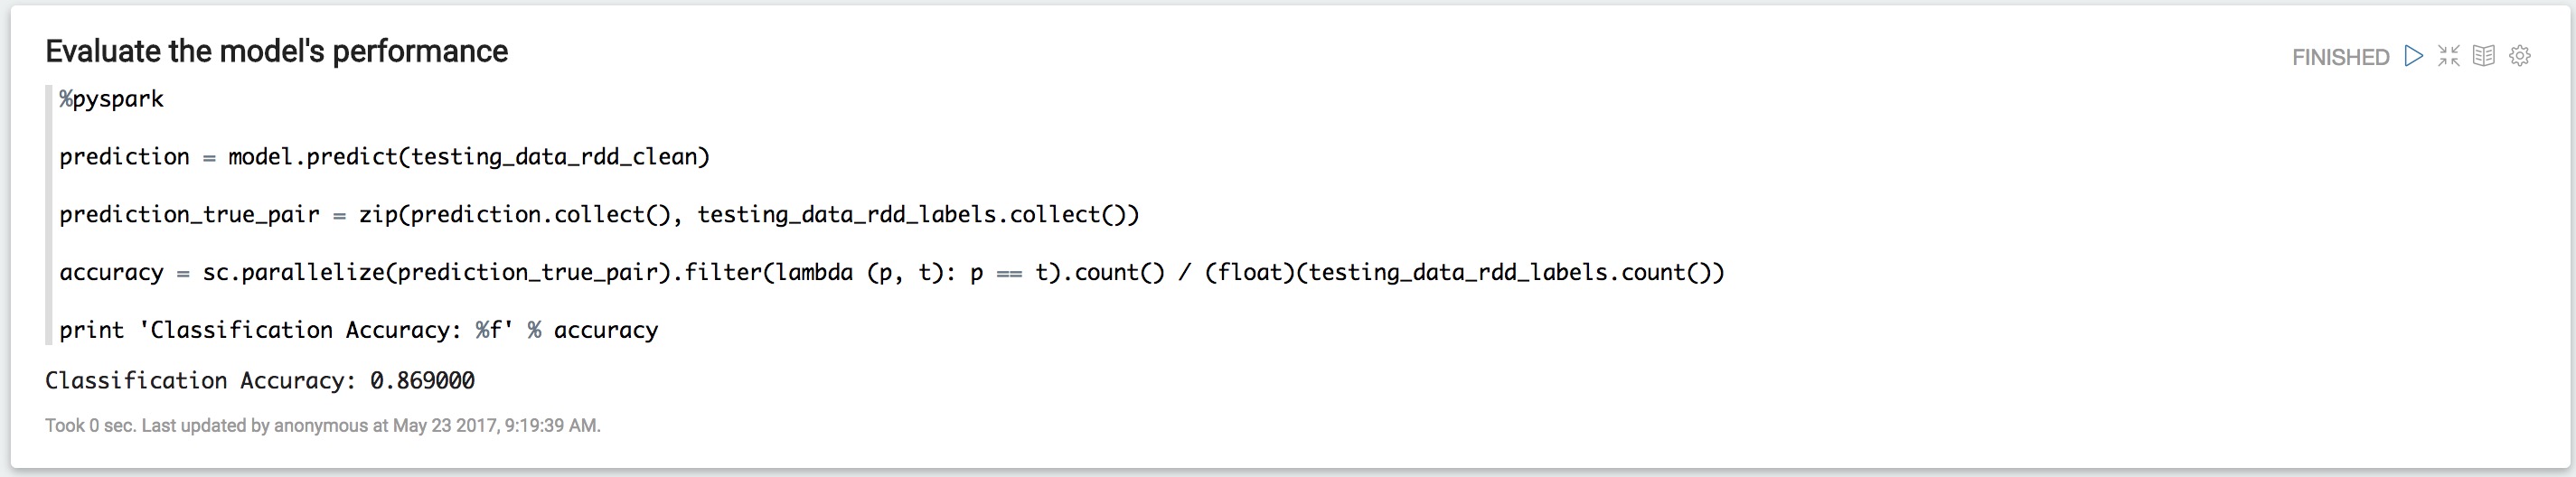 Evaluate the model's performance
FINISHED
%pyspark
prediction = model.predict(testing_data_rdd_clean)
prediction_true_pair = zip(prediction.collect(), testing_data_rdd_labels.collect())
accuracy = sc.parallelize(prediction_true_pair).filter(lambda (p, t): p == t).count() / (float)(testing_data_rdd_labels.count())
print 'Classification Accuracy: %f' % accuracy
Classification Accuracy: 0.869000
Took 0 sec. Last updated by anonymous at May 23 2017, 9:19:39 AM.